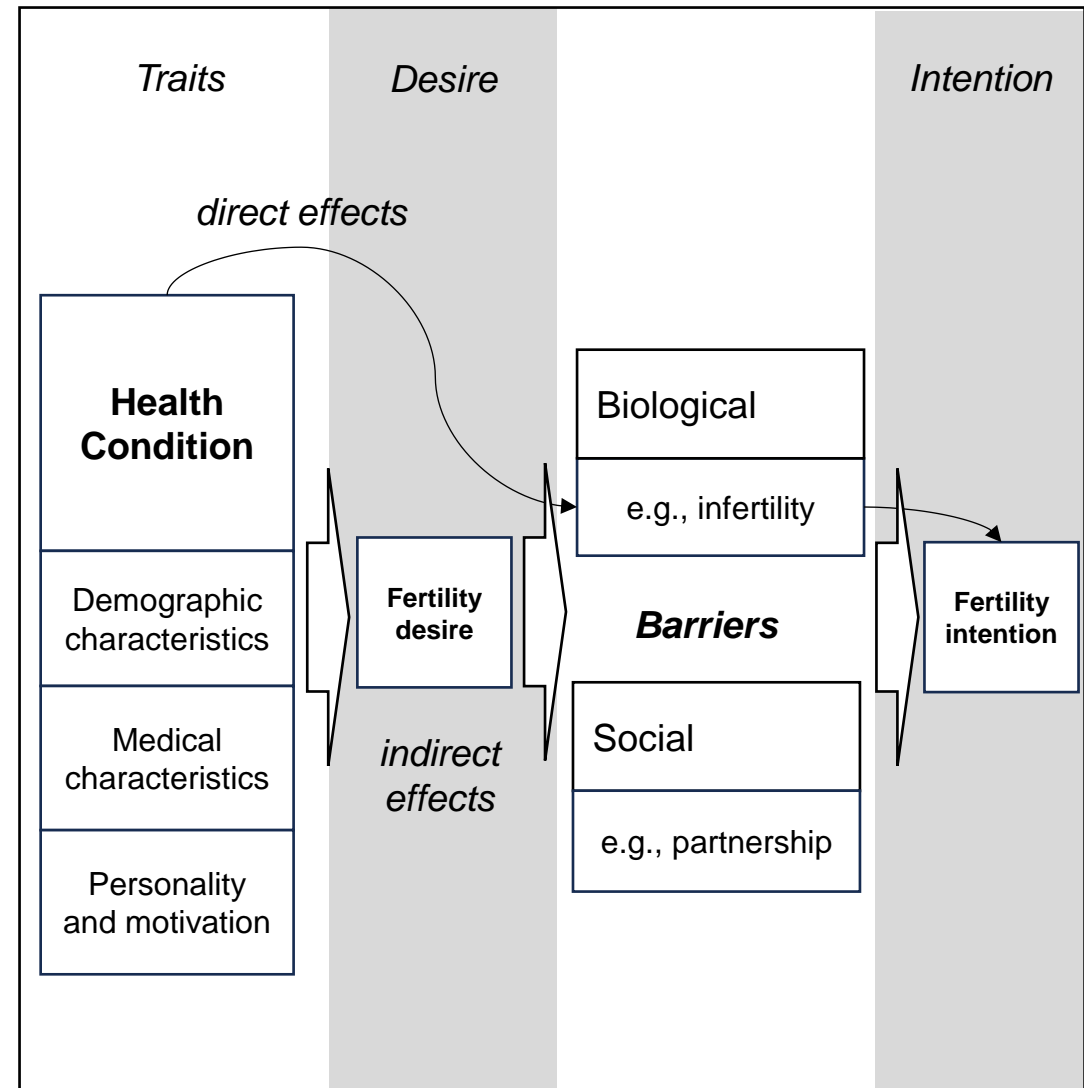 Traits
Desire
Intention
direct effects
Health
Condition
Demographic
characteristics
Medical
characteristics
Personality
and motivation
Fertility
desire
indirect
effects
Biological
e.g., infertility
Barriers
Social
e.g., partnership
Fertility
intention